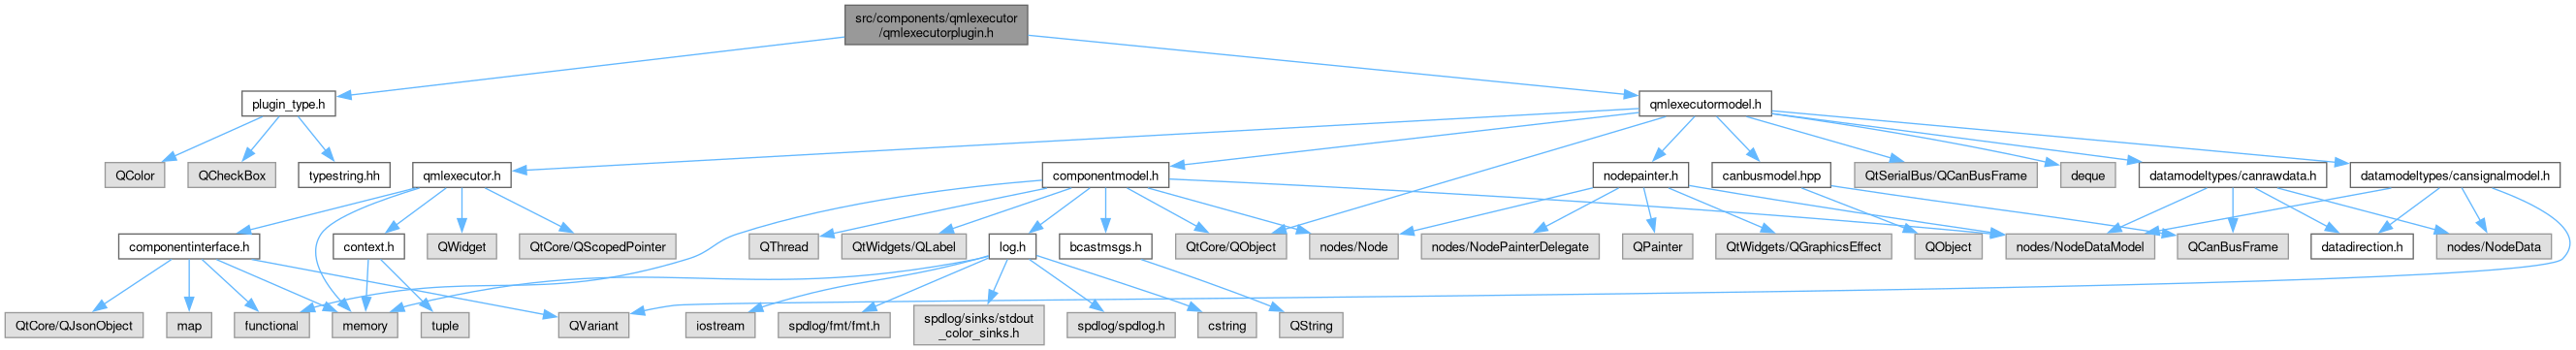 src/components/qmlexecutor
/qmlexecutorplugin.h
plugin_type.h
qmlexecutormodel.h
QColor
QCheckBox
typestring.hh
qmlexecutor.h
componentmodel.h
nodepainter.h
canbusmodel.hpp
QtSerialBus/QCanBusFrame
deque
datamodeltypes/canrawdata.h
datamodeltypes/cansignalmodel.h
componentinterface.h
context.h
QWidget
QtCore/QScopedPointer
QThread
QtWidgets/QLabel
log.h
bcastmsgs.h
QtCore/QObject
nodes/Node
nodes/NodePainterDelegate
QPainter
QtWidgets/QGraphicsEffect
QObject
nodes/NodeDataModel
QCanBusFrame
datadirection.h
nodes/NodeData
QtCore/QJsonObject
map
functional
memory
tuple
QVariant
iostream
spdlog/fmt/fmt.h
spdlog/sinks/stdout
_color_sinks.h
spdlog/spdlog.h
cstring
QString